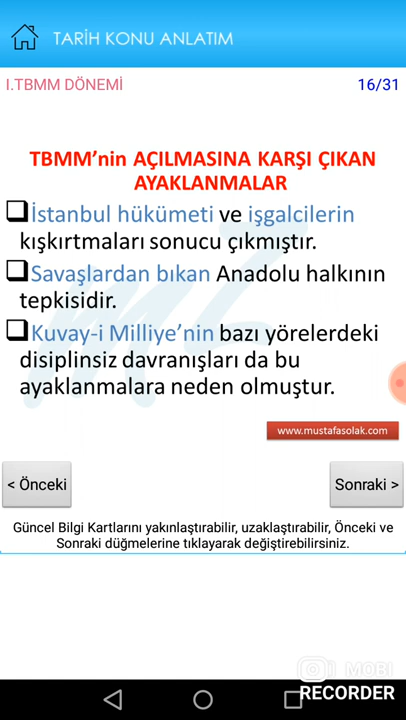 TARİH KONU ANLATIM
I.TBMM DÖNEMİ 16/31
TBMM’nin AÇILMASINA KARŞI ÇIKAN
AYAKLANMALAR
İstanbul hükümeti ve işgalcilerin
kışkırtmaları sonucu çıkmıştır.
Savaşlardan bıkan Anadolu halkının
tepkisidir.
Kuvay-i Milliye’nin bazı yörelerdeki
disiplinsiz davranışları da bu
ayaklanmalara neden olmuştur.
www.mustafasolak.com
< Önceki Sonraki >
Güncel Bilgi Kartlarını yakınlaştırabilir, uzaklaştırabilir, Önceki ve
Sonraki düğmelerine tıklayarak değiştirebilirsiniz.
MOBI
RECORDER